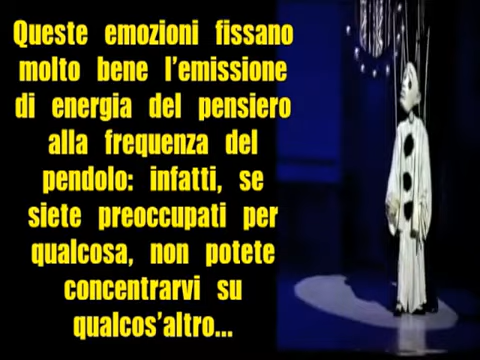 Queste emozioni fissano
molto bene l'emissione
di energia del pensiero
alla frequenza del
pendolo: infatti, se
siete preoccupati per
qualcosa, non potete
concentrarvi su
qualcos'altro...